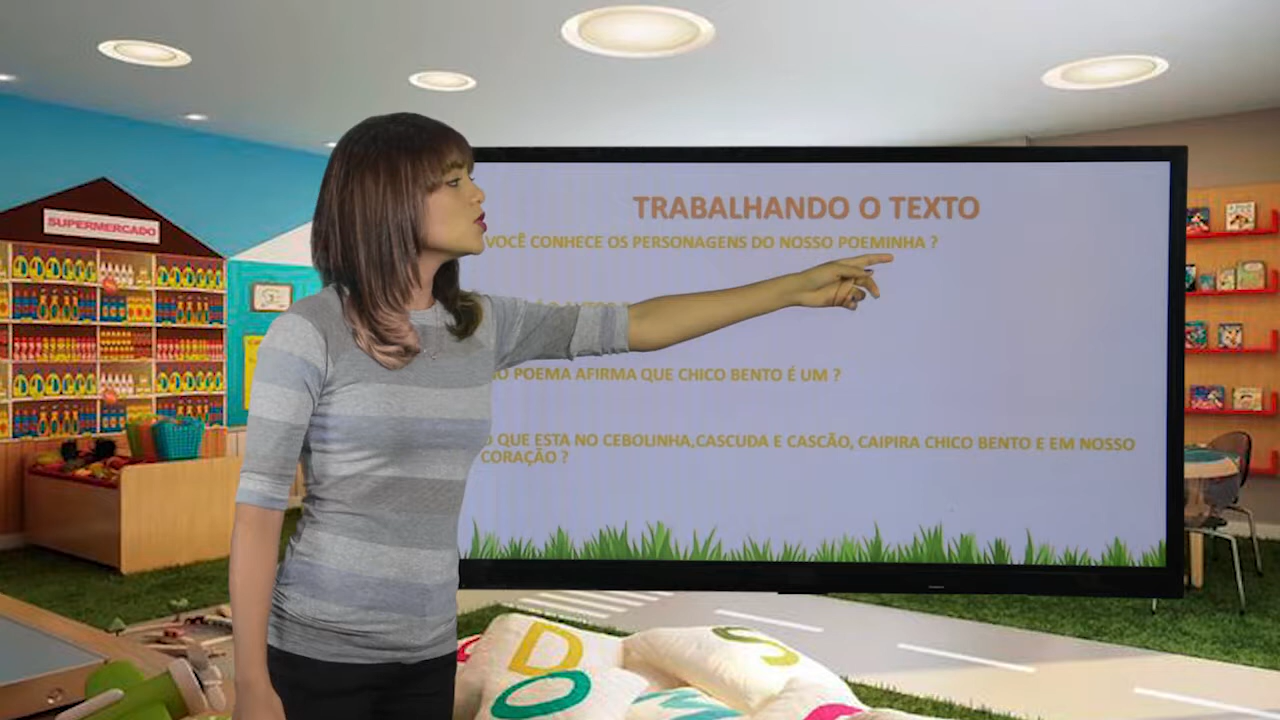 SUPERMERCADO
TRABALHANDO O TEXTO
VOCÊ CONHECE OS PERSONAGENS DO NOSSO POEMINHA ?
POEMA AFIRMA QUE CHICO BENTO É UM ?
O QUE ESTA NO CEBOLINHA,CASCUDA E CASCÃO, CAIPIRA CHICO BENTO E EM NOSSO
CORAÇÃO ?
D
S
O
M